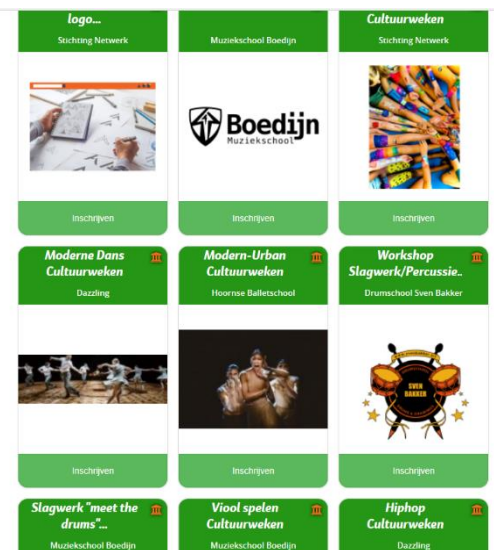 logo...
Stichting Netwerk
Inschrijven
Muziekschool Boedijn
Boedijn
Muziekschool
Inschrijven
Cultuurweken
Stichting Netwerk
Inschrijven
Moderne Dans
Cultuurweken
Dazzling
Inschrijven
Modern-Urban
Cultuurweken
Hoornse Balletschool
Inschrijven
Workshop
Slagwerk/Percussie..
Drumschool Sven Bakker
SVEN
BAKKER
Inschrijven
Slagwerk "meet the
drums"...
Muziekschool Boedijn
Viool spelen
Cultuurweken
Muziekschool Boedijn
Hiphop
Cultuurweken
Dazzling